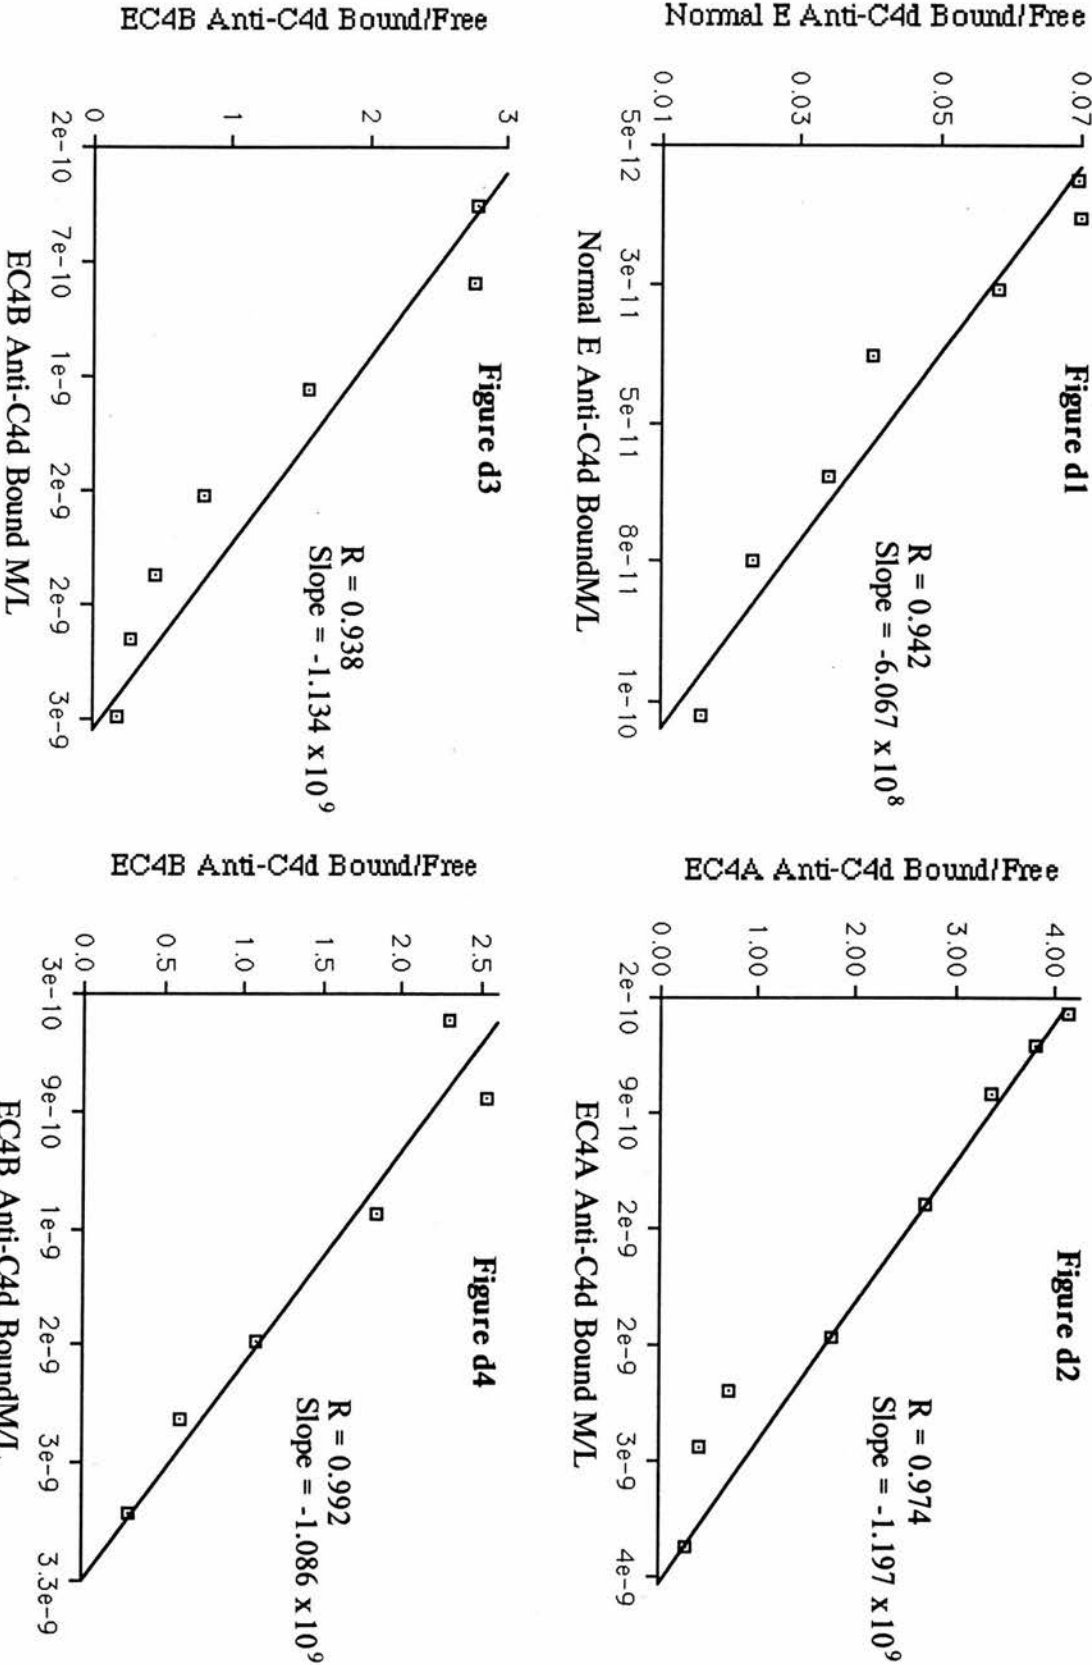 Figure d1
R = 0.942
Slope = -6.067 x 10⁸
Normal E Anti-C4d Bound/Free
0.07
0.05
0.03
0.01
5e-12 3e-11 5e-11 8e-11 1e-10
Normal E Anti-C4d BoundM/L
Figure d2
R = 0.974
Slope = -1.197 x 10⁹
EC4A Anti-C4d Bound/Free
4.00
3.00
2.00
1.00
0.00
2e-10 9e-10 2e-9 2e-9 3e-9 4e-9
EC4A Anti-C4d Bound M/L
Figure d3
R = 0.938
Slope = -1.134 x 10⁹
EC4B Anti-C4d Bound/Free
3
2
1
0
2e-10 7e-10 1e-9 2e-9 2e-9 3e-9
EC4B Anti-C4d Bound M/L
Figure d4
R = 0.992
Slope = -1.086 x 10⁹
EC4B Anti-C4d Bound/Free
2.5
2.0
1.5
1.0
0.5
0.0
3e-10 9e-10 1e-9 2e-9 3e-9 3.3e-9
EC4B Anti-C4d BoundM/L